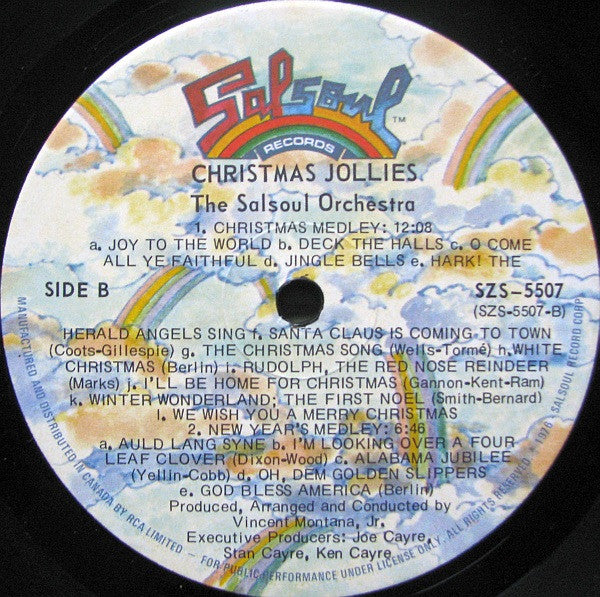 Salsoul
TM
RECORDS
CHRISTMAS JOLLIES
The Salsoul Orchestra
1. CHRISTMAS MEDLEY: 12:08
a. JOY TO THE WORLD b. DECK THE HALLS c. O COME
ALL YE FAITHFUL d. JINGLE BELLS e. HARK! THE
SIDE B
SZS-5507
(SZS-5507-B)
HERALD ANGELS SING f. SANTA CLAUS IS COMING TO TOWN
(Coots-Gillespie) g. THE CHRISTMAS SONG (Wells-Tormé) h. WHITE
CHRISTMAS (Berlin) i. RUDOLPH, THE RED NOSE REINDEER
(Marks) j. I'LL BE HOME FOR CHRISTMAS (Gannon-Kent-Ram)
k. WINTER WONDERLAND; THE FIRST NOEL (Smith-Bernard)
l. WE WISH YOU A MERRY CHRISTMAS
2. NEW YEAR'S MEDLEY: 6:46
a. AULD LANG SYNE b. I'M LOOKING OVER A FOUR
LEAF CLOVER (Dixon-Wood) c. ALABAMA JUBILEE
(Yellin-Cobb) d. OH, DEM GOLDEN SLIPPERS
e. GOD BLESS AMERICA (Berlin)
Produced, Arranged and Conducted by
Vincent Montana, Jr.
Executive Producers: Joe Cayre,
Stan Cayre, Ken Cayre
MANUFACTURED AND DISTRIBUTED IN CANADA BY RCA LIMITED – FOR PUBLIC PERFORMANCE UNDER LICENSE ONLY. ALL RIGHTS RESERVED. • 1976 SALSOUL RECORD CORP.